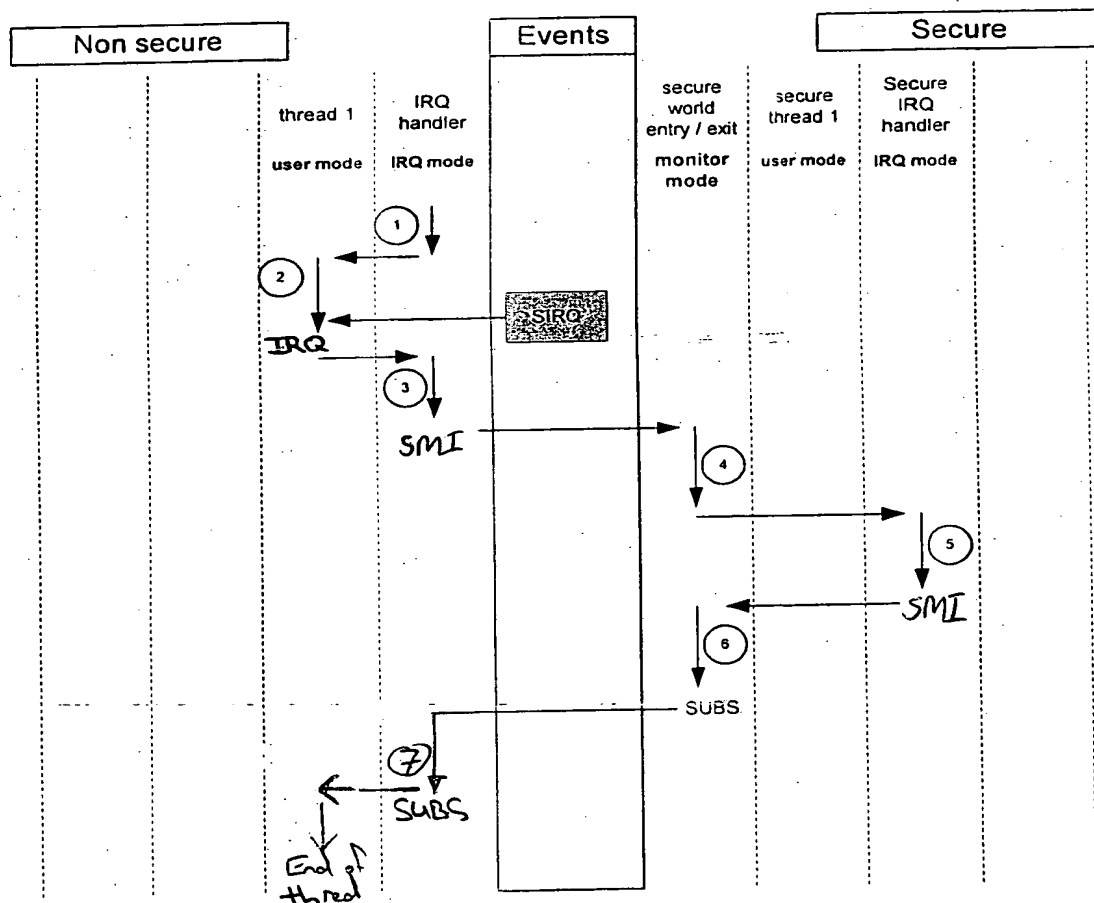 Non secure
Events
Secure
thread 1
user mode
IRQ
handler
IRQ mode
secure
world
entry / exit
monitor
mode
secure
thread 1
user mode
Secure
IRQ
handler
IRQ mode
1
2
SIRQ
IRQ
3
SMI
4
5
SMI
6
SUBS
7
SUBS
End of
thred